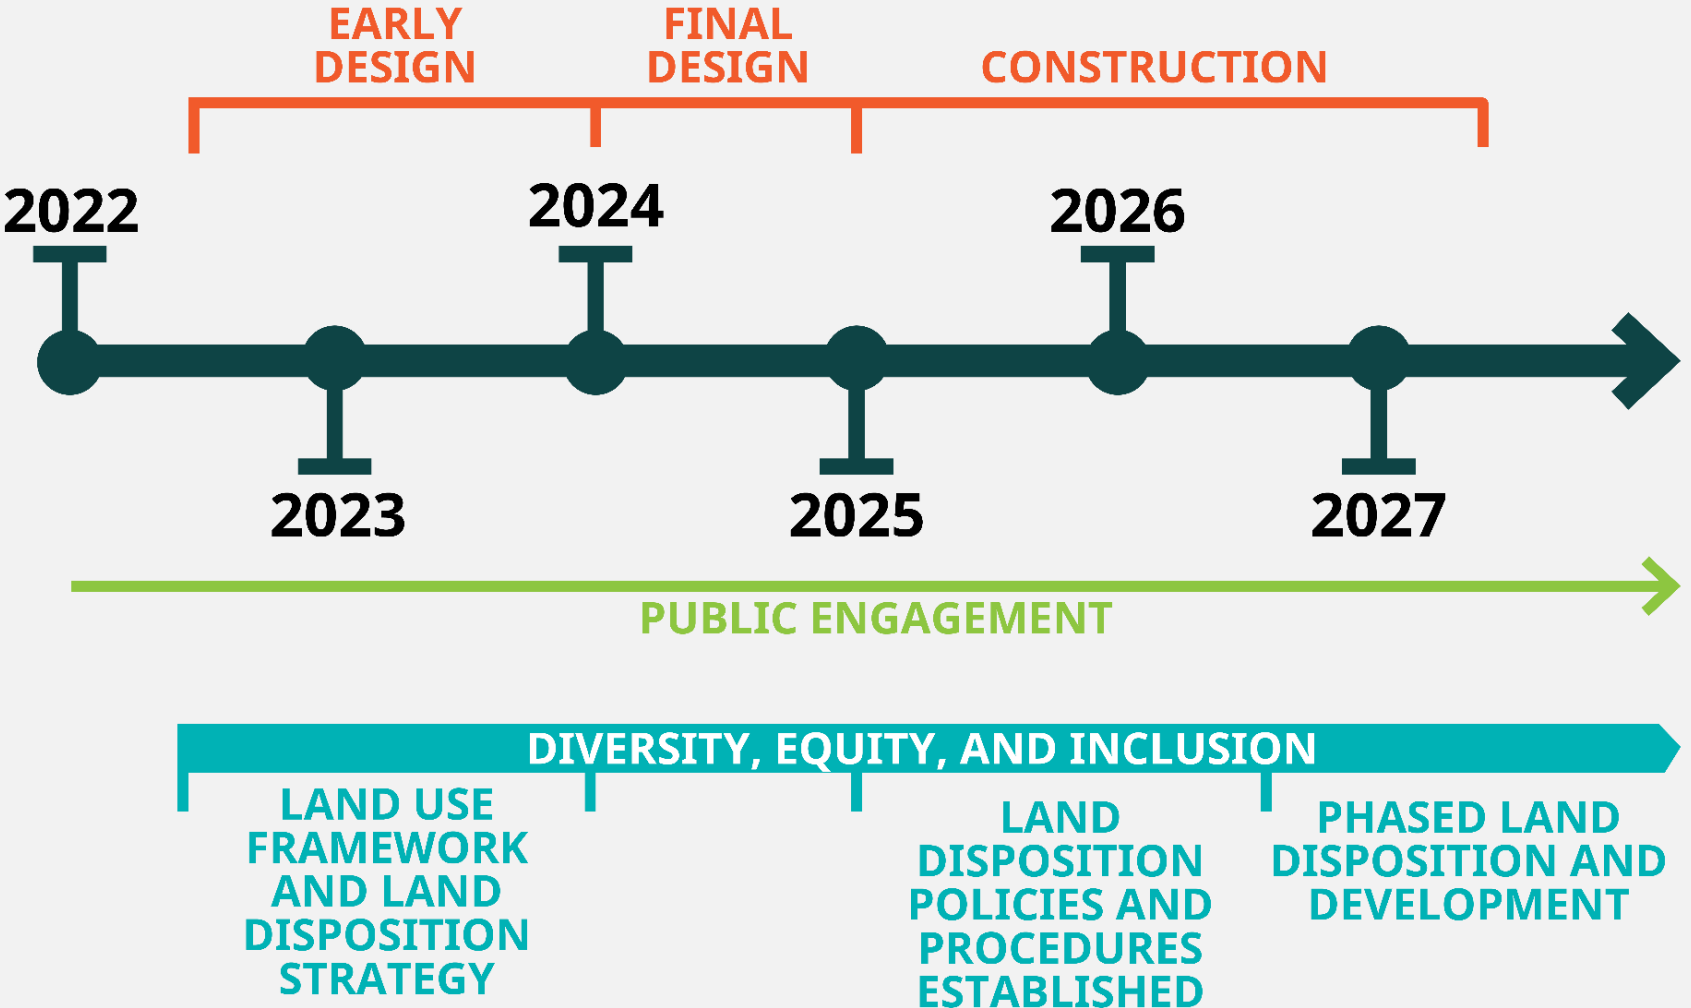 EARLY
DESIGN
FINAL
DESIGN
CONSTRUCTION
2022
2024
2026
2023
2025
2027
PUBLIC ENGAGEMENT
DIVERSITY, EQUITY, AND INCLUSION
LAND USE
FRAMEWORK
AND LAND
DISPOSITION
STRATEGY
LAND
DISPOSITION
POLICIES AND
PROCEDURES
ESTABLISHED
PHASED LAND
DISPOSITION AND
DEVELOPMENT